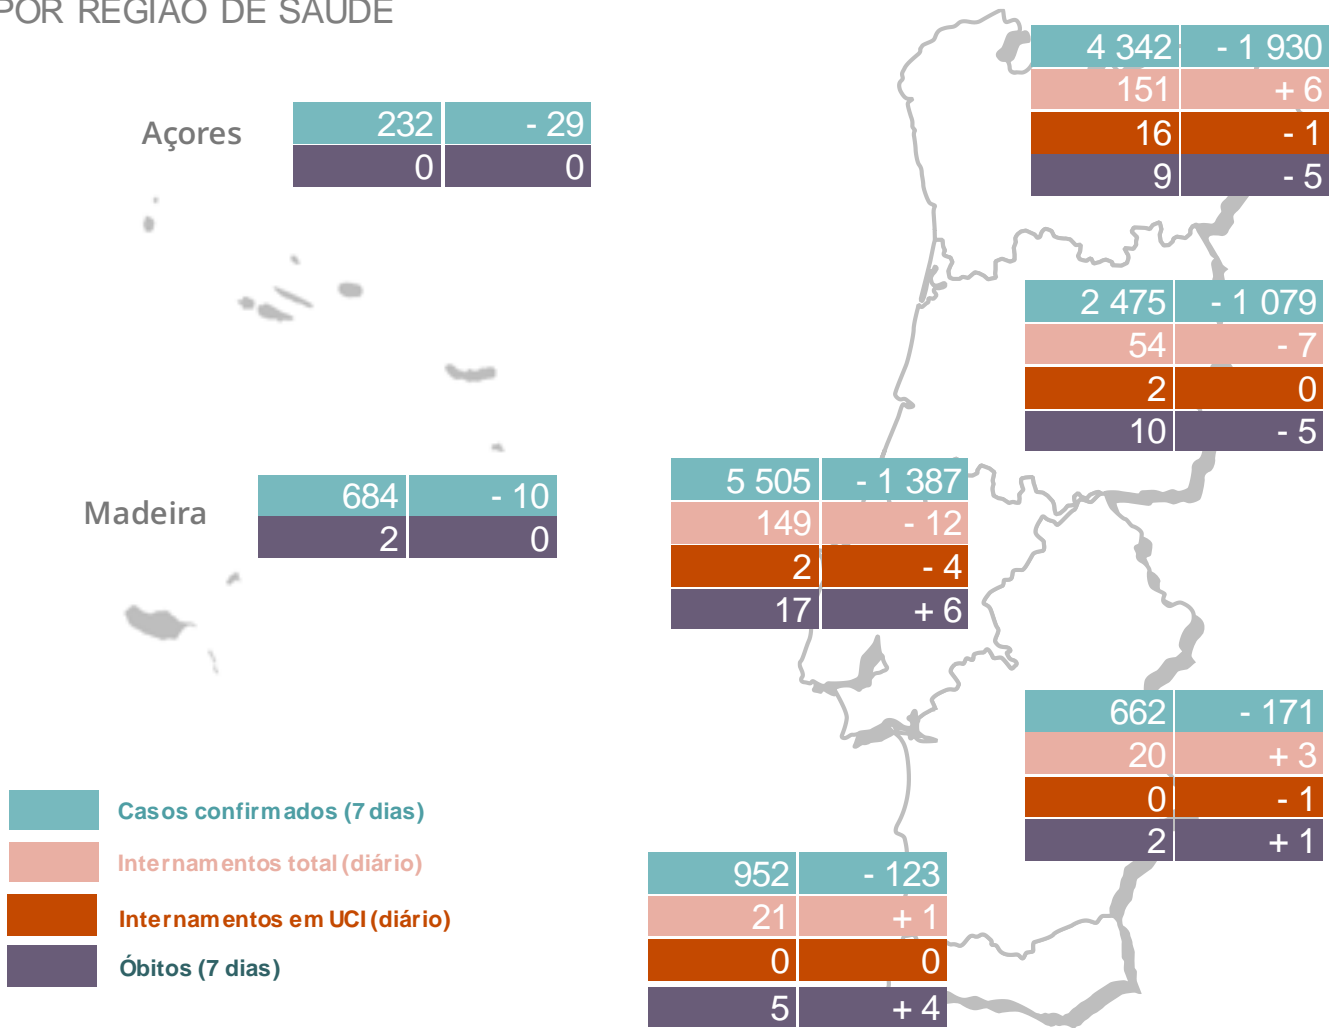 POR REGIÃO DE SAÚDE
4 342 - 1 930
151 + 6
16 - 1
9 - 5
Açores
232 - 29
0 0
2 475 - 1 079
54 - 7
2 0
10 - 5
5 505 - 1 387
149 - 12
2 - 4
17 + 6
Madeira
684 - 10
2 0
662 - 171
20 + 3
0 - 1
2 + 1
952 - 123
21 + 1
0 0
5 + 4
Casos confirmados (7 dias)
Internamentos total (diário)
Internamentos em UCI (diário)
Óbitos (7 dias)